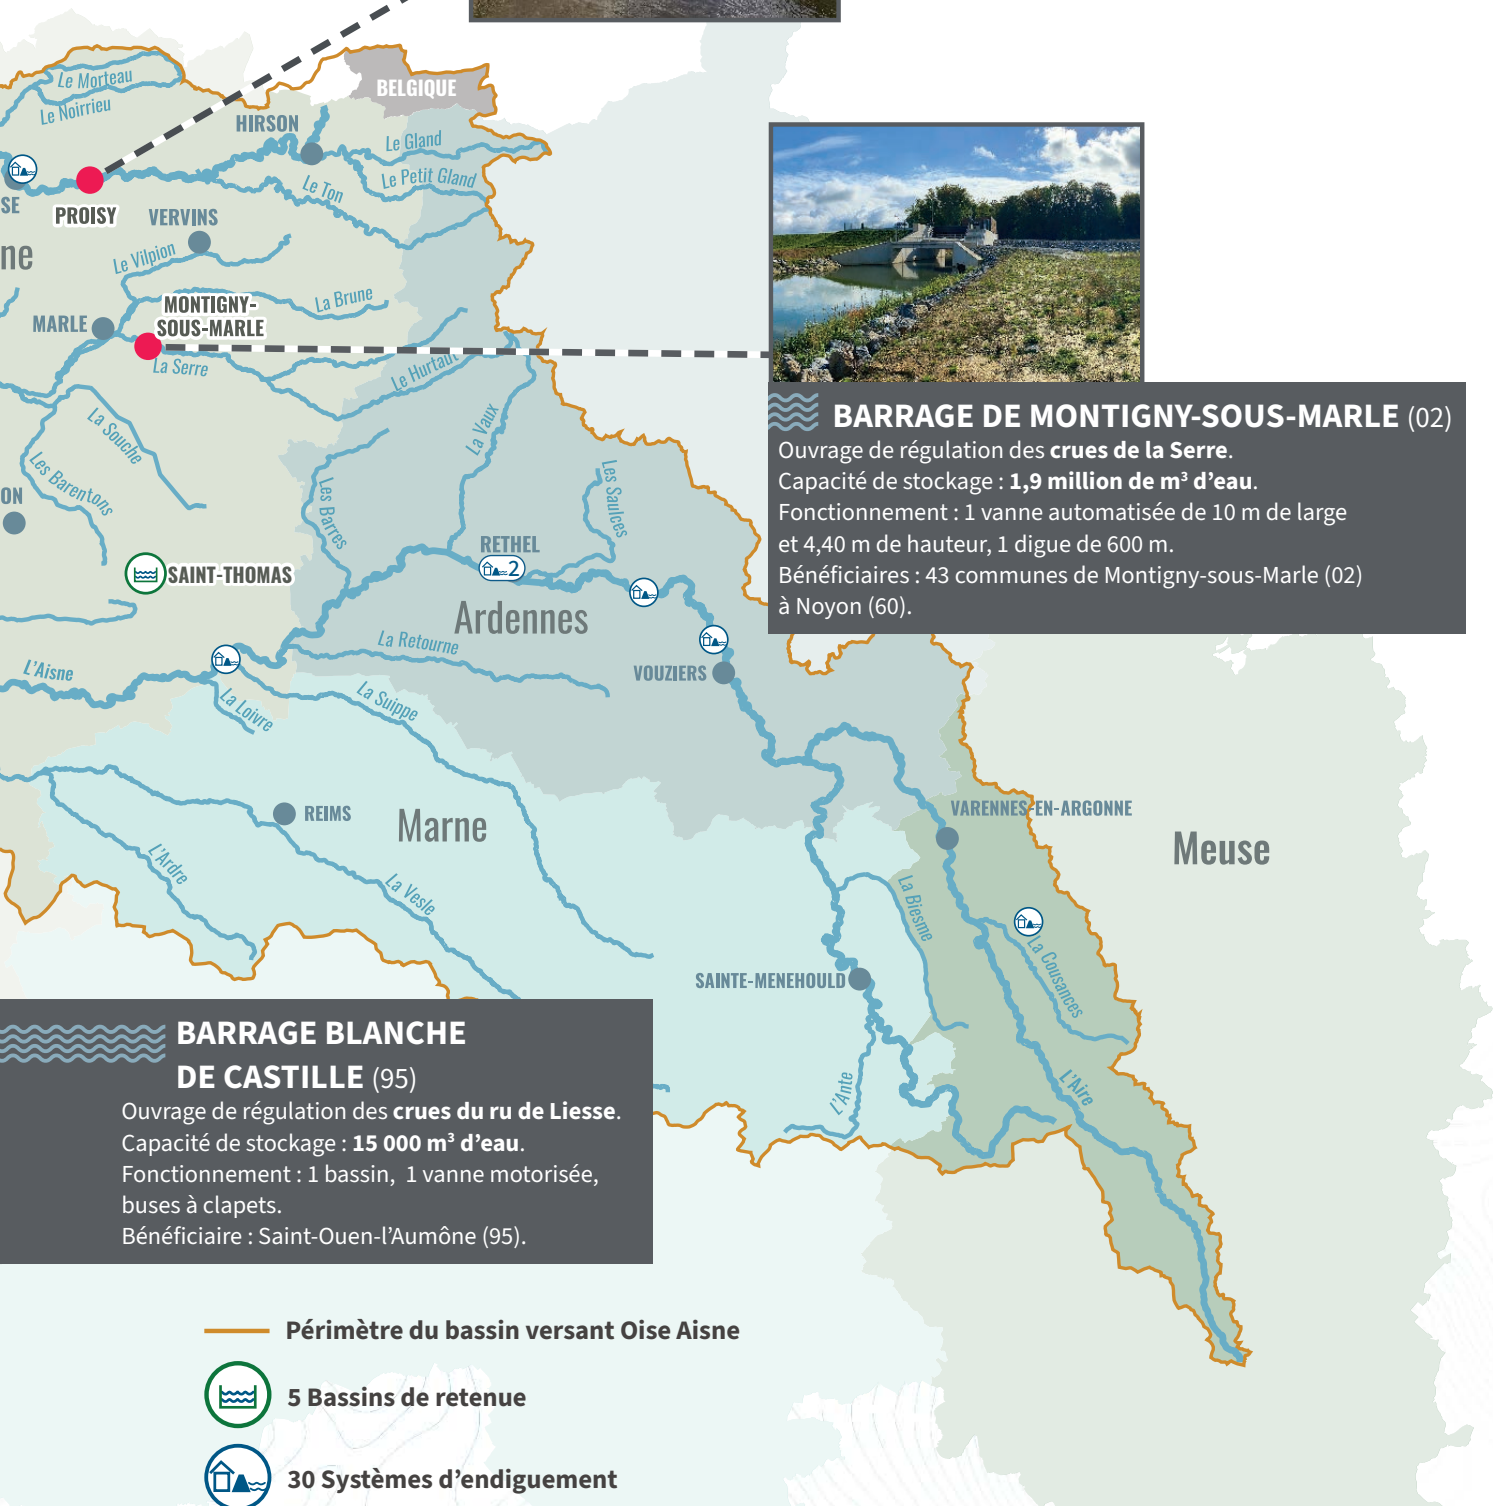 Le Morteau
Le Noirrieu
BELGIQUE
HIRSON
Le Gland
Le Petit Gland
Le Ton
SE
PROISY
VERVINS
ne
Le Vilpion
La Brune
MONTIGNY-
SOUS-MARLE
MARLE
La Serre
Le Hurtaut
La Vaux
La Souche
Les Barentons
ON
Les Barres
Les Saulces
RETHEL
2
SAINT-THOMAS
Ardennes
La Retourne
L'Aisne
La Loivre
La Suippe
VOUZIERS
REIMS
Marne
L'Ardre
La Vesle
VARENNES-EN-ARGONNE
Meuse
La Biesme
La Cousances
SAINTE-MENEHOULD
L'Ante
L'Aire
BARRAGE DE MONTIGNY-SOUS-MARLE (02)
Ouvrage de régulation des crues de la Serre.
Capacité de stockage : 1,9 million de m³ d'eau.
Fonctionnement : 1 vanne automatisée de 10 m de large
et 4,40 m de hauteur, 1 digue de 600 m.
Bénéficiaires : 43 communes de Montigny-sous-Marle (02)
à Noyon (60).
BARRAGE BLANCHE
DE CASTILLE (95)
Ouvrage de régulation des crues du ru de Liesse.
Capacité de stockage : 15 000 m³ d'eau.
Fonctionnement : 1 bassin, 1 vanne motorisée,
buses à clapets.
Bénéficiaire : Saint-Ouen-l'Aumône (95).
Périmètre du bassin versant Oise Aisne
5 Bassins de retenue
30 Systèmes d'endiguement